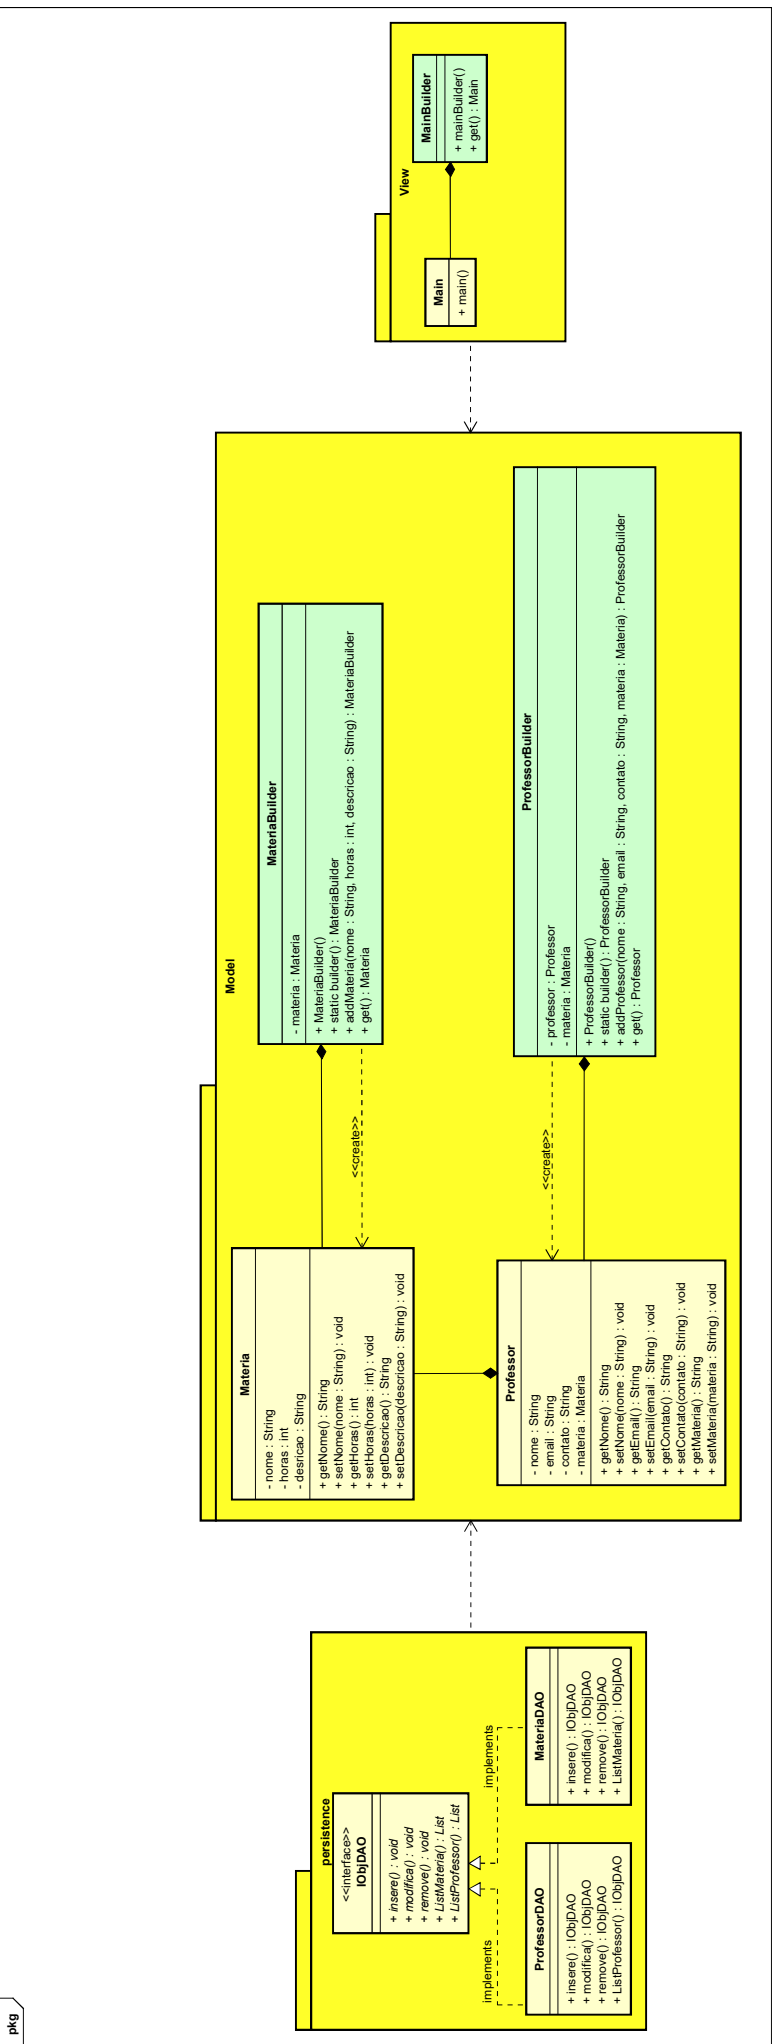 pkg
persistence
<<interface>>
IObjDAO
+ insere() : void
+ modifica() : void
+ remove() : void
+ ListMateria() : List
+ ListProfessor() : List
implements
implements
ProfessorDAO
+ insere() : IObjDAO
+ modifica() : IObjDAO
+ remove() : IObjDAO
+ ListProfessor() : IObjDAO
MateriaDAO
+ insere() : IObjDAO
+ modifica() : IObjDAO
+ remove() : IObjDAO
+ ListMateria() : IObjDAO
Model
Materia
- nome : String
- horas : int
- desricao : String
+ getNome() : String
+ setNome(nome : String) : void
+ getHoras() : int
+ setHoras(horas : int) : void
+ getDescricao() : String
+ setDescricao(descricao : String) : void
<<create>>
MateriaBuilder
- materia : Materia
+ MateriaBuilder()
+ static builder() : MateriaBuilder
+ addMateria(nome : String, horas : int, descricao : String) : MateriaBuilder
+ get() : Materia
Professor
- nome : String
- email : String
- contato : String
- materia : Materia
+ getNome() : String
+ setNome(nome : String) : void
+ getEmail() : String
+ setEmail(email : String) : void
+ getContato() : String
+ setContato(contato : String) : void
+ getMateria() : String
+ setMateria(materia : String) : void
<<create>>
ProfessorBuilder
- professor : Professor
- materia : Materia
+ ProfessorBuilder()
+ static builder() : ProfessorBuilder
+ addProfessor(nome : String, email : String, contato : String, materia : Materia) : ProfessorBuilder
+ get() : Professor
View
Main
+ main()
MainBuilder
+ mainBuilder()
+ get() : Main